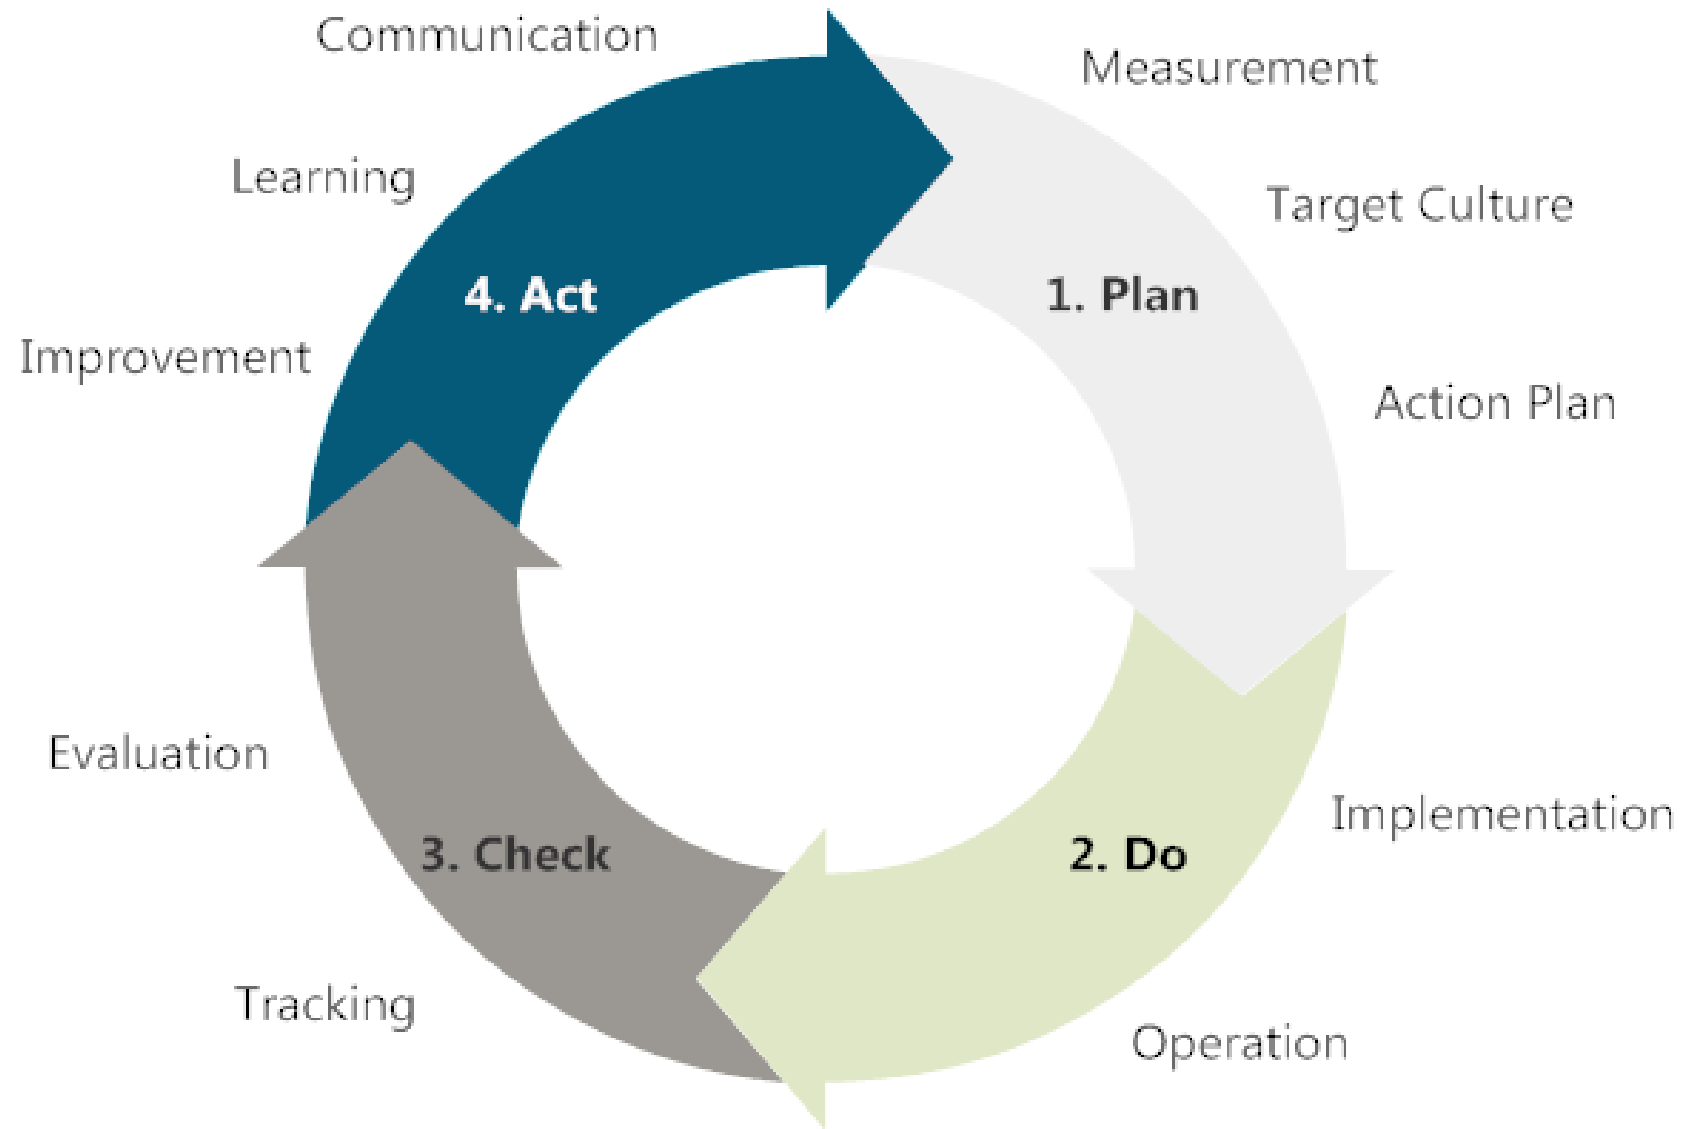 Communication
Measurement
Learning
Target Culture
4. Act
1. Plan
Improvement
Action Plan
Evaluation
Implementation
3. Check
2. Do
Tracking
Operation